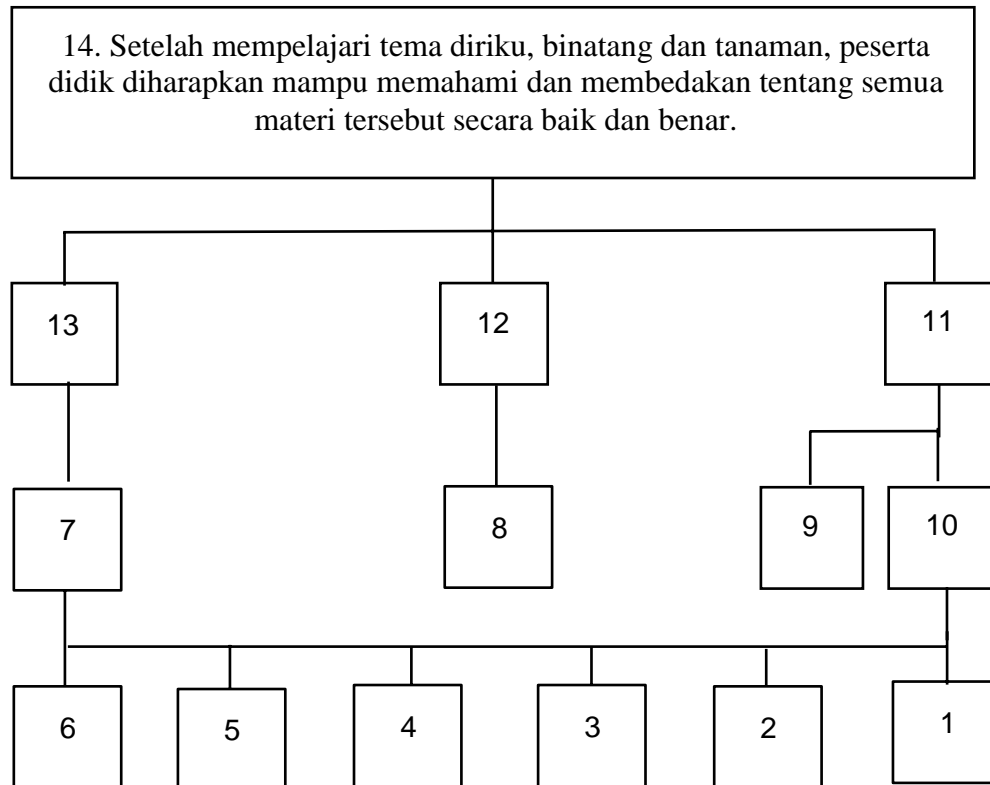 14. Setelah mempelajari tema diriku, binatang dan tanaman, peserta
didik diharapkan mampu memahami dan membedakan tentang semua
materi tersebut secara baik dan benar.
13 12 11
7 8 9 10
6 5 4 3 2 1